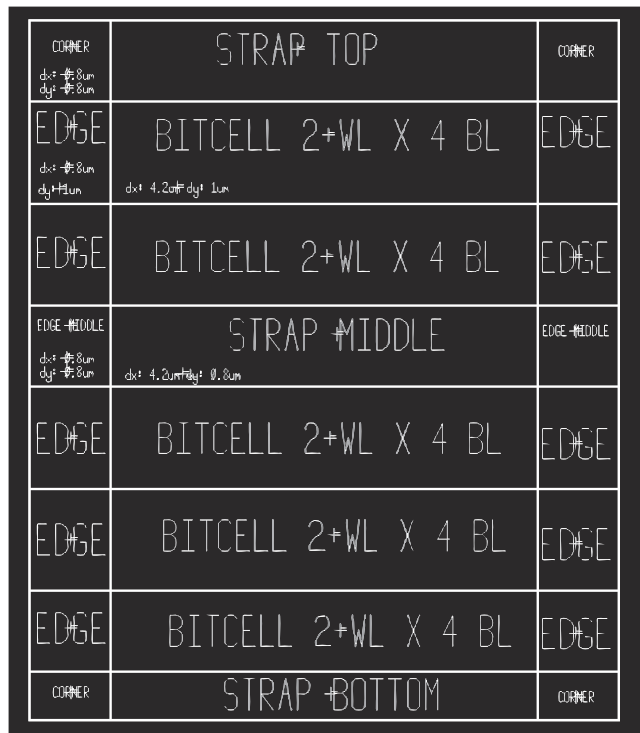 CORNER STRAP TOP CORNER
dx: 0.8um
dy: 0.8um
EDGE BITCELL 2 WL X 4 BL EDGE
dx: 0.8um
dy: 1um dx: 4.2um dy: 1um
EDGE BITCELL 2 WL X 4 BL EDGE
EDGE MIDDLE STRAP MIDDLE EDGE MIDDLE
dx: 0.8um
dy: 0.8um dx: 4.2um dy: 0.8um
EDGE BITCELL 2 WL X 4 BL EDGE
EDGE BITCELL 2 WL X 4 BL EDGE
EDGE BITCELL 2 WL X 4 BL EDGE
CORNER STRAP BOTTOM CORNER